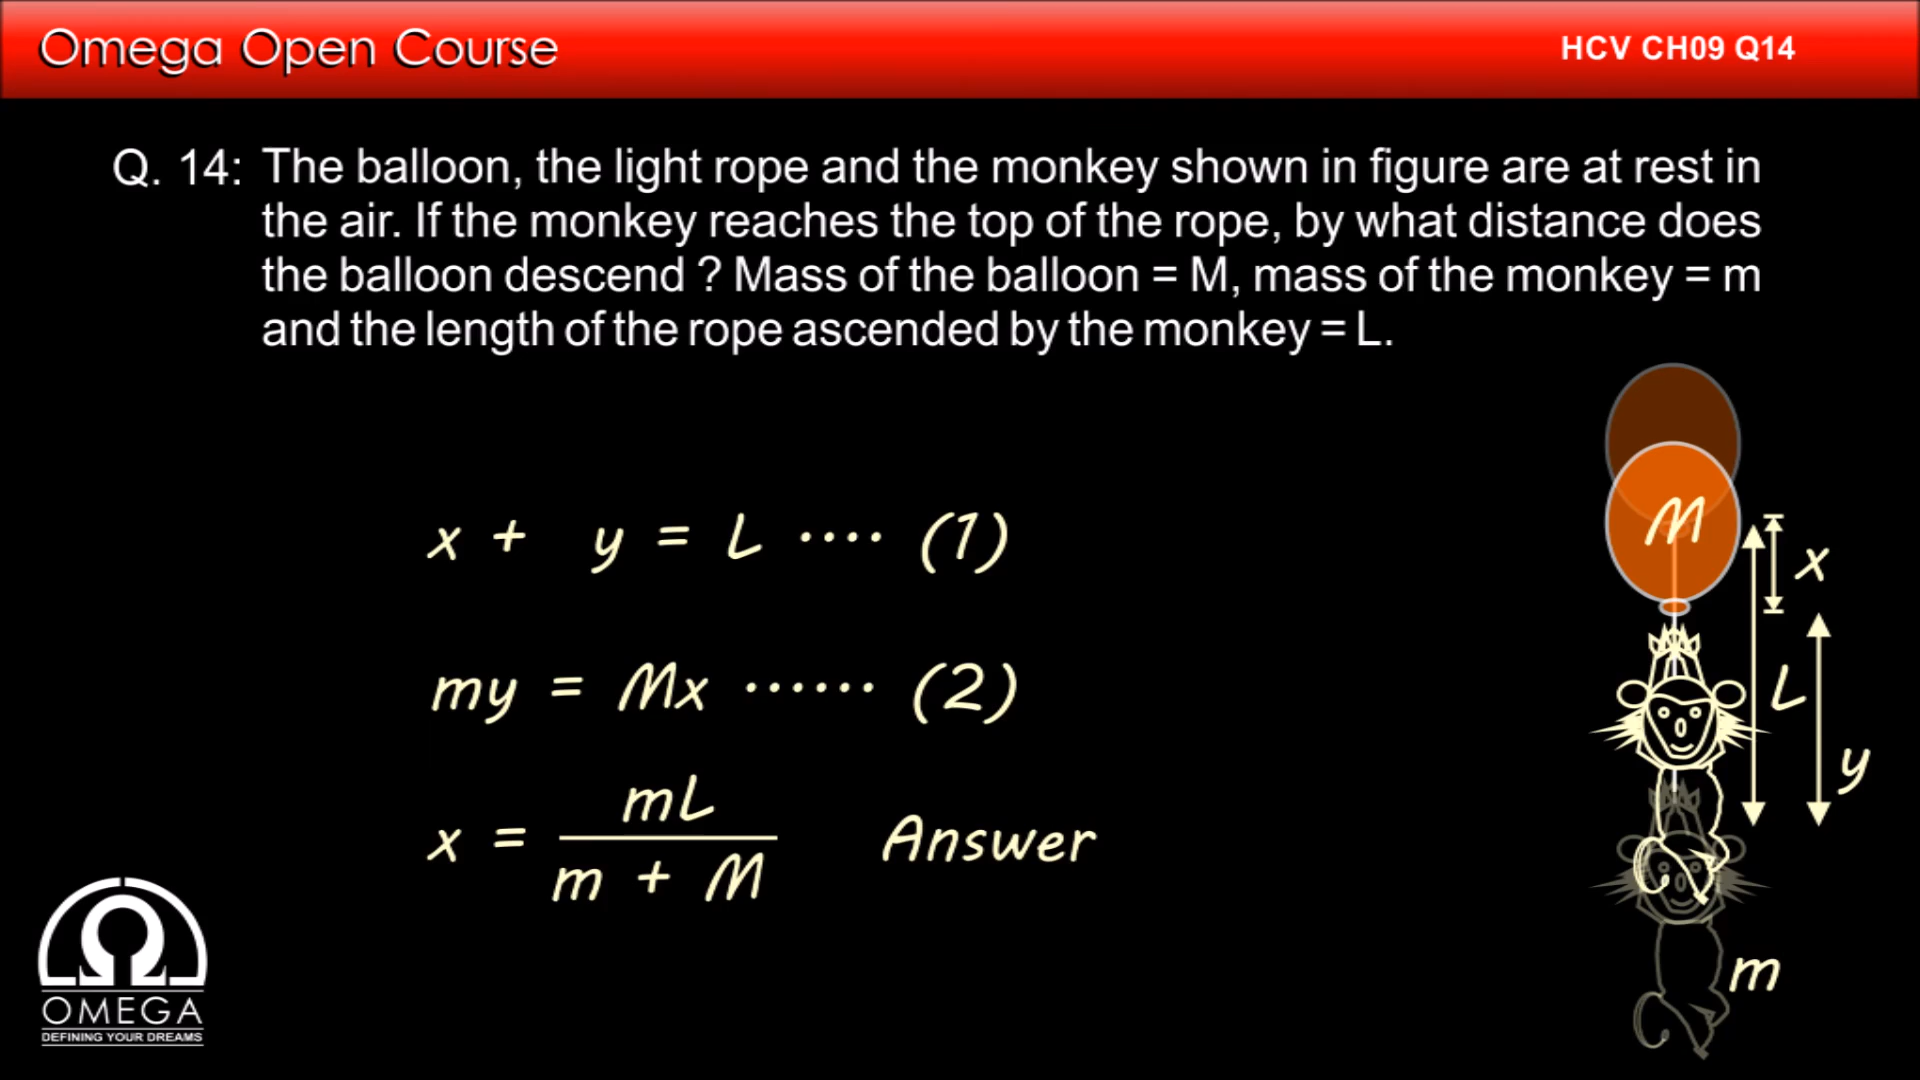 Omega Open Course
HCV CH09 Q14
Q. 14: The balloon, the light rope and the monkey shown in figure are at rest in
the air. If the monkey reaches the top of the rope, by what distance does
the balloon descend ? Mass of the balloon = M, mass of the monkey = m
and the length of the rope ascended by the monkey = L.
x + y = L ···· (1)
my = Mx ······ (2)
x = mL / m + M Answer
M
x
L
y
m
Ω
OMEGA
DEFINING YOUR DREAMS